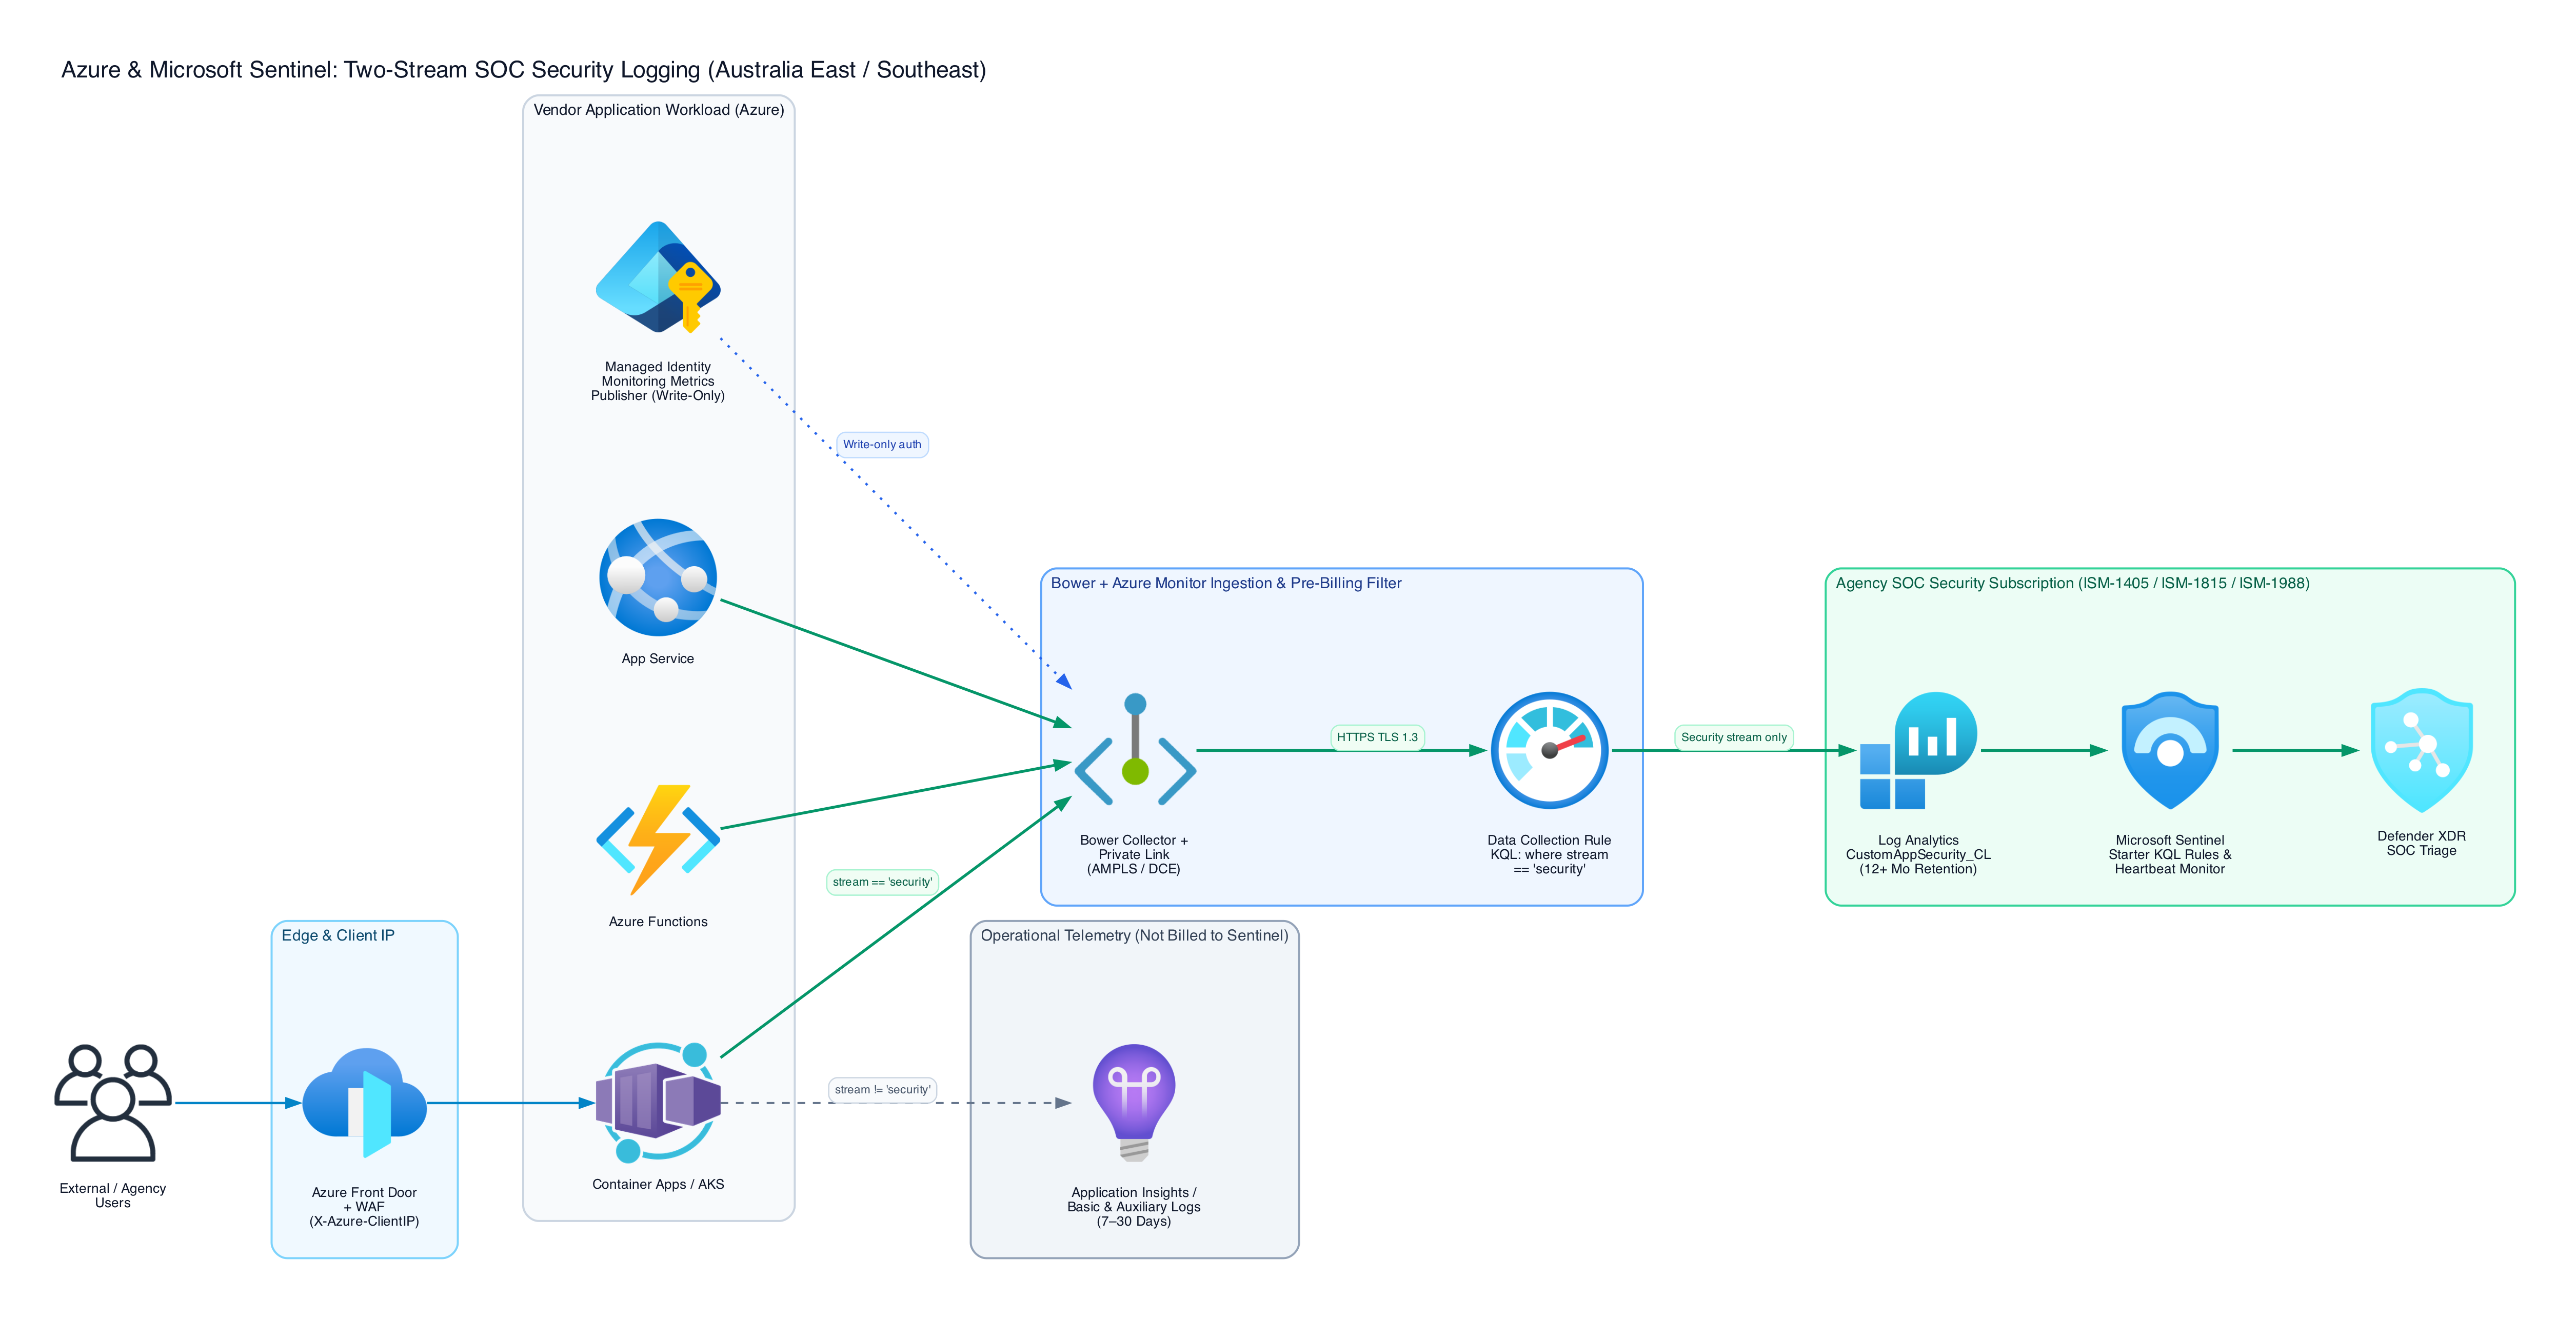 Azure & Microsoft Sentinel: Two-Stream SOC Security Logging (Australia East / Southeast)
Vendor Application Workload (Azure)
Managed Identity
Monitoring Metrics
Publisher (Write-Only)
Write-only auth
App Service
Azure Functions
stream == 'security'
Container Apps / AKS
stream != 'security'
Edge & Client IP
External / Agency
Users
Azure Front Door
+ WAF
(X-Azure-ClientIP)
Bower + Azure Monitor Ingestion & Pre-Billing Filter
Bower Collector +
Private Link
(AMPLS / DCE)
HTTPS TLS 1.3
Data Collection Rule
KQL: where stream
== 'security'
Security stream only
Operational Telemetry (Not Billed to Sentinel)
Application Insights /
Basic & Auxiliary Logs
(7–30 Days)
Agency SOC Security Subscription (ISM-1405 / ISM-1815 / ISM-1988)
Log Analytics
CustomAppSecurity_CL
(12+ Mo Retention)
Microsoft Sentinel
Starter KQL Rules &
Heartbeat Monitor
Defender XDR
SOC Triage